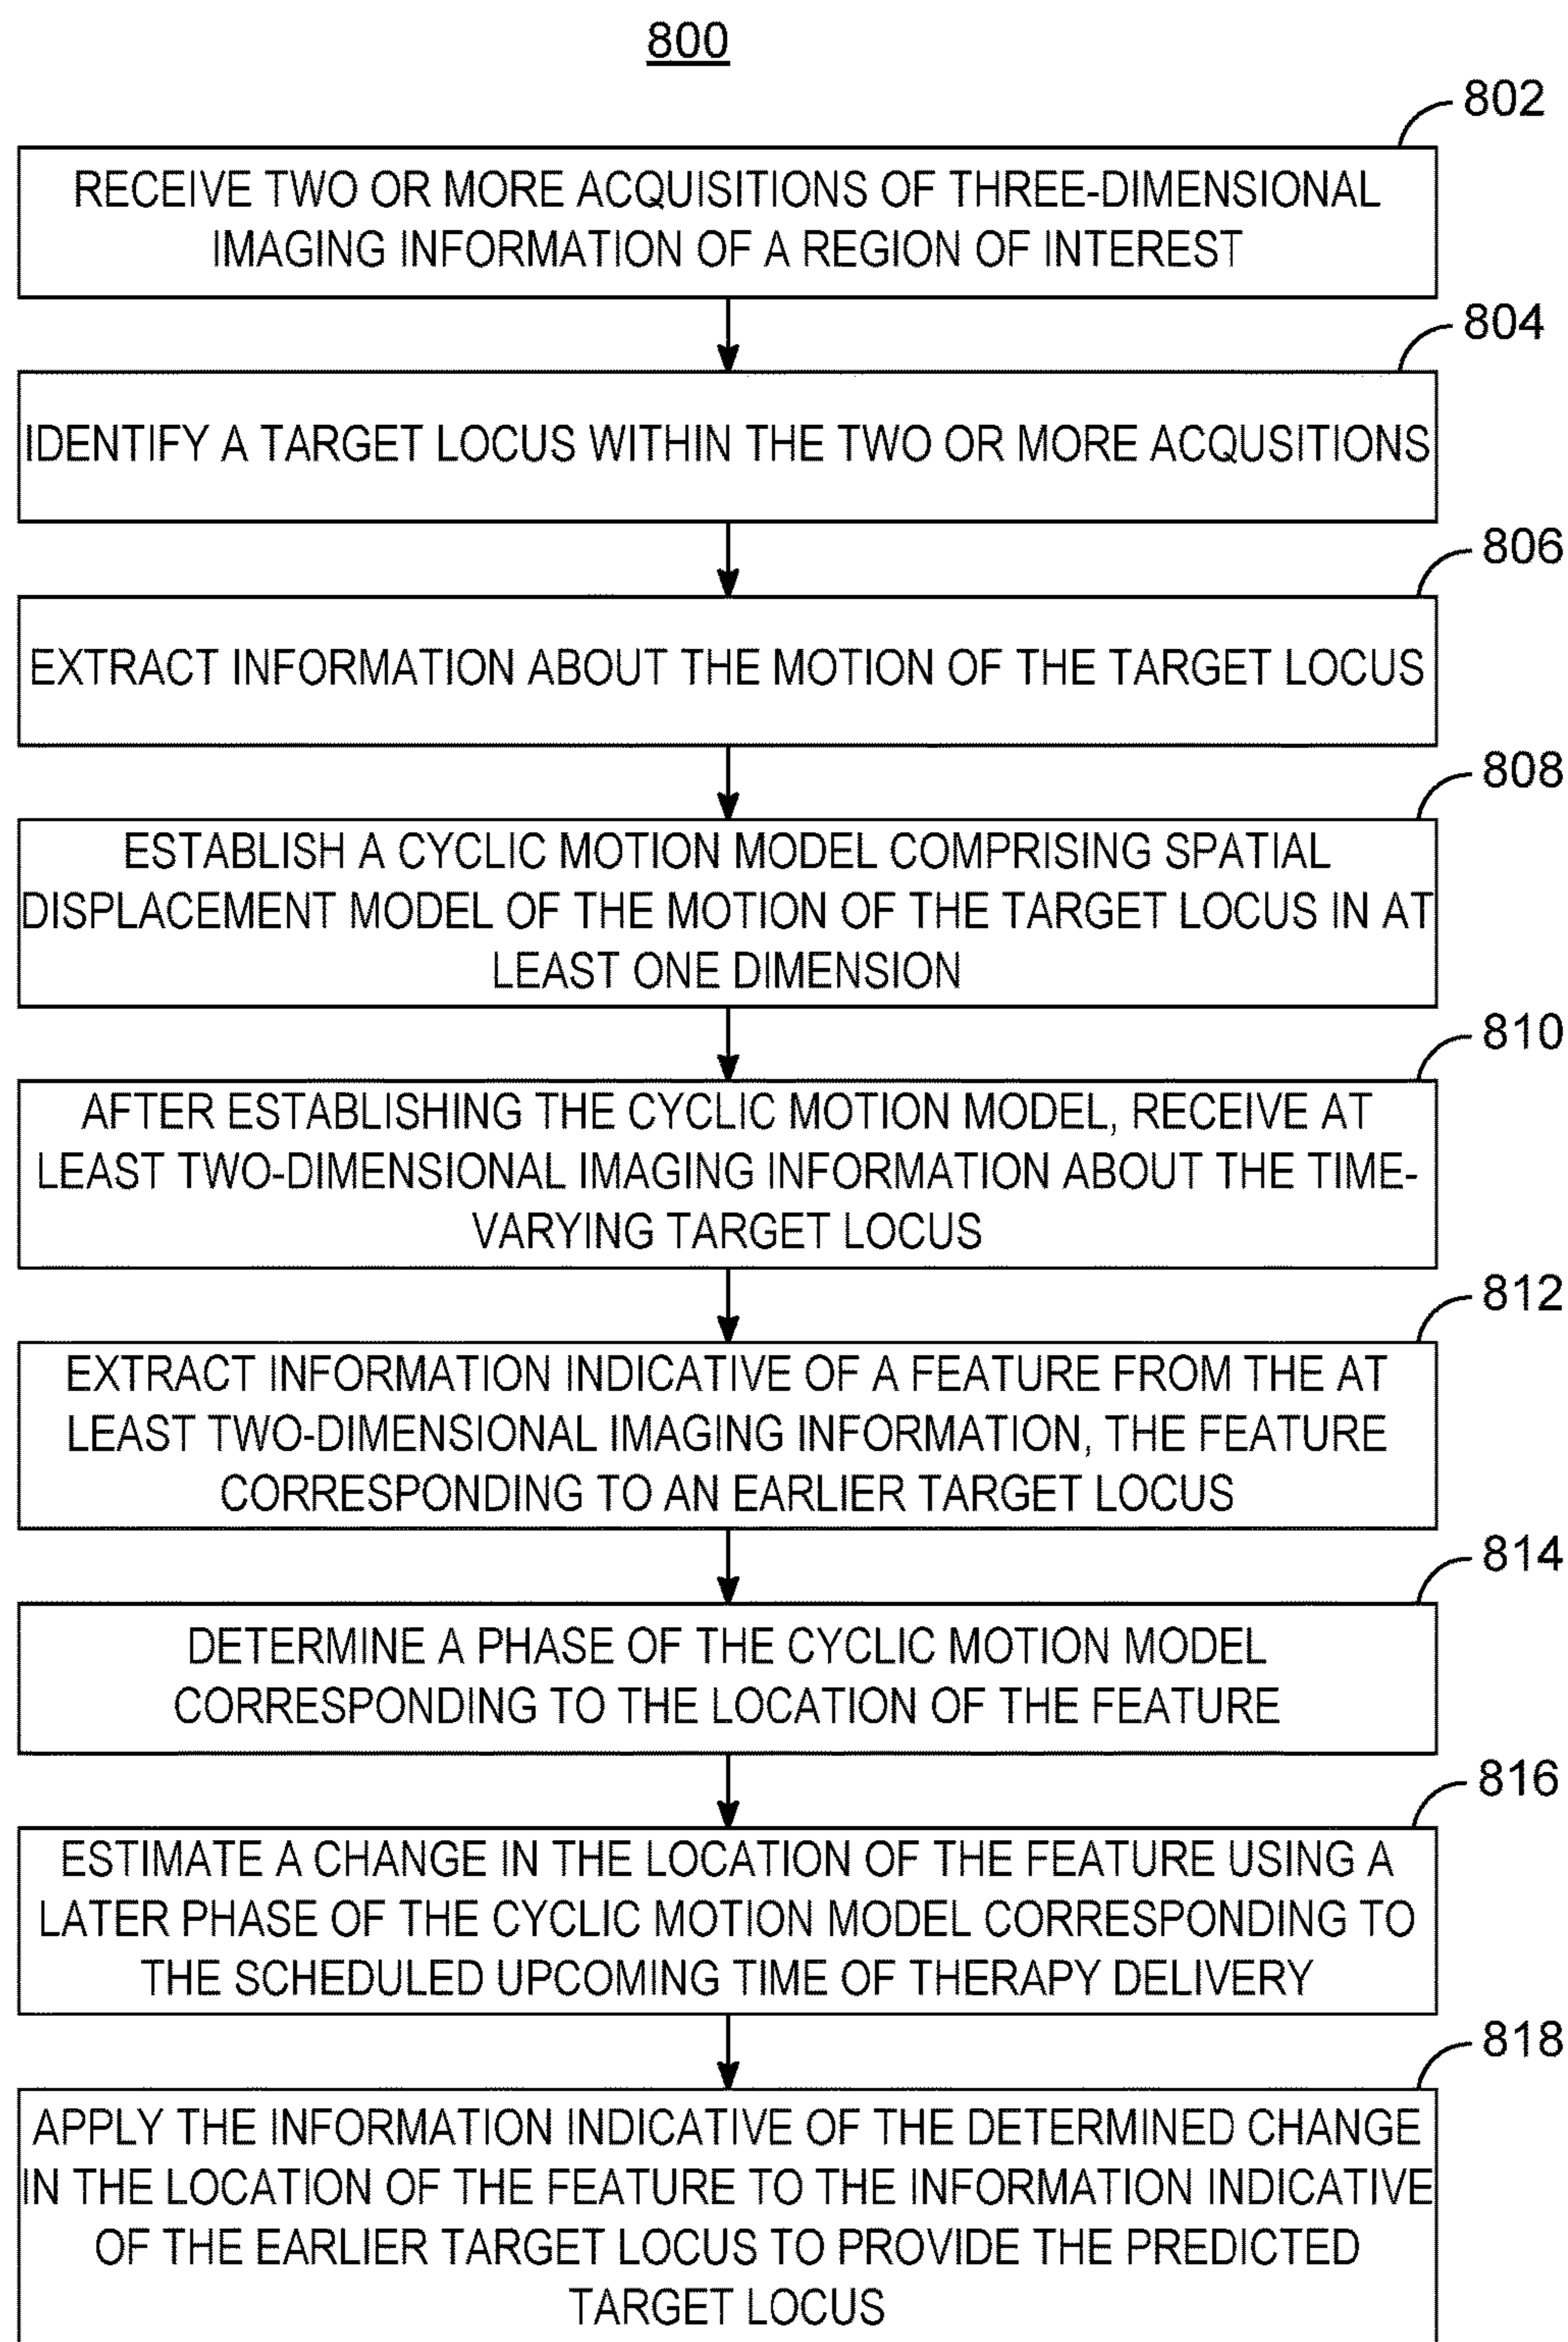 800
802
RECEIVE TWO OR MORE ACQUISITIONS OF THREE-DIMENSIONAL
IMAGING INFORMATION OF A REGION OF INTEREST
804
IDENTIFY A TARGET LOCUS WITHIN THE TWO OR MORE ACQUSITIONS
806
EXTRACT INFORMATION ABOUT THE MOTION OF THE TARGET LOCUS
808
ESTABLISH A CYCLIC MOTION MODEL COMPRISING SPATIAL
DISPLACEMENT MODEL OF THE MOTION OF THE TARGET LOCUS IN AT
LEAST ONE DIMENSION
810
AFTER ESTABLISHING THE CYCLIC MOTION MODEL, RECEIVE AT
LEAST TWO-DIMENSIONAL IMAGING INFORMATION ABOUT THE TIME-
VARYING TARGET LOCUS
812
EXTRACT INFORMATION INDICATIVE OF A FEATURE FROM THE AT
LEAST TWO-DIMENSIONAL IMAGING INFORMATION, THE FEATURE
CORRESPONDING TO AN EARLIER TARGET LOCUS
814
DETERMINE A PHASE OF THE CYCLIC MOTION MODEL
CORRESPONDING TO THE LOCATION OF THE FEATURE
816
ESTIMATE A CHANGE IN THE LOCATION OF THE FEATURE USING A
LATER PHASE OF THE CYCLIC MOTION MODEL CORRESPONDING TO
THE SCHEDULED UPCOMING TIME OF THERAPY DELIVERY
818
APPLY THE INFORMATION INDICATIVE OF THE DETERMINED CHANGE
IN THE LOCATION OF THE FEATURE TO THE INFORMATION INDICATIVE
OF THE EARLIER TARGET LOCUS TO PROVIDE THE PREDICTED
TARGET LOCUS